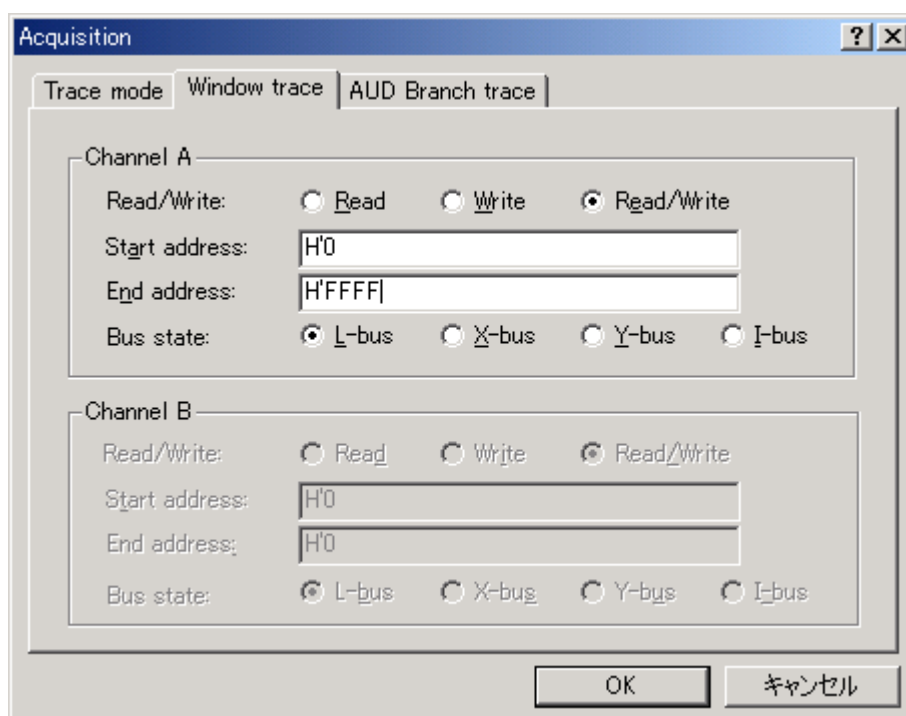 Acquisition
Trace mode Window trace AUD Branch trace
Channel A
Read/Write: Read Write Read/Write
Start address: H'0
End address: H'FFFF
Bus state: L-bus X-bus Y-bus I-bus
Channel B
Read/Write: Read Write Read/Write
Start address: H'0
End address: H'0
Bus state: L-bus X-bus Y-bus I-bus
OK キャンセル